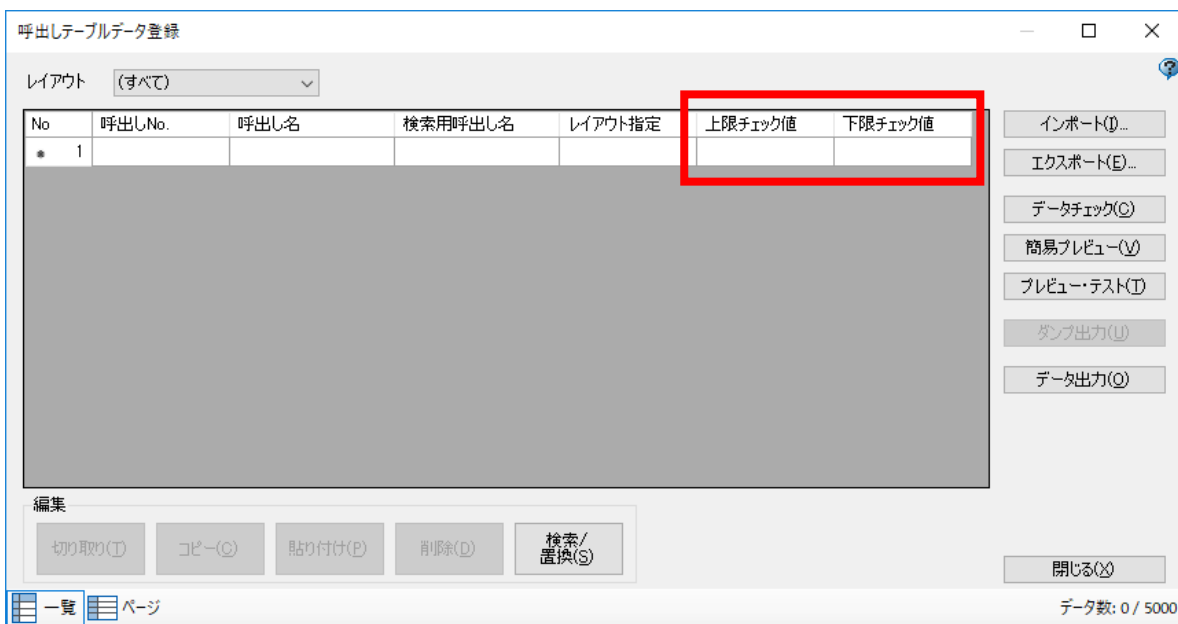 呼出しテーブルデータ登録
レイアウト (すべて)
No 呼出しNo. 呼出し名 検索用呼出し名 レイアウト指定 上限チェック値 下限チェック値
1
インポート(I)...
エクスポート(E)...
データチェック(C)
簡易プレビュー(V)
プレビュー・テスト(T)
ダンプ出力(U)
データ出力(O)
編集
切り取り(T) コピー(C) 貼り付け(P) 削除(D) 検索/
置換(S)
閉じる(X)
一覧 ページ データ数: 0 / 5000